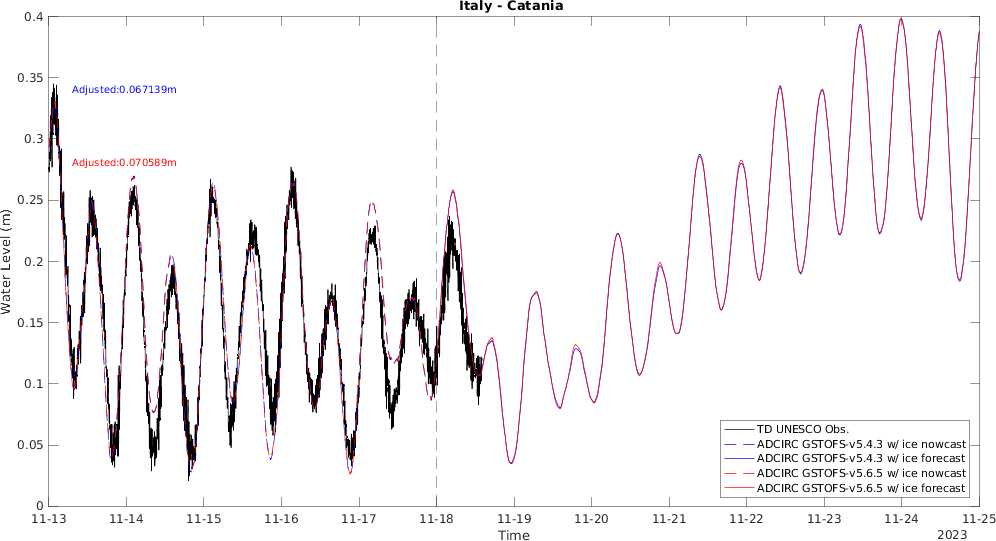 Italy - Catania
Water Level (m)
0.4
0.35
0.3
0.25
0.2
0.15
0.1
0.05
0
Adjusted:0.067139m
Adjusted:0.070589m
TD UNESCO Obs.
ADCIRC GSTOFS-v5.4.3 w/ ice nowcast
ADCIRC GSTOFS-v5.4.3 w/ ice forecast
ADCIRC GSTOFS-v5.6.5 w/ ice nowcast
ADCIRC GSTOFS-v5.6.5 w/ ice forecast
11-13 11-14 11-15 11-16 11-17 11-18 11-19 11-20 11-21 11-22 11-23 11-24 11-25
Time
2023